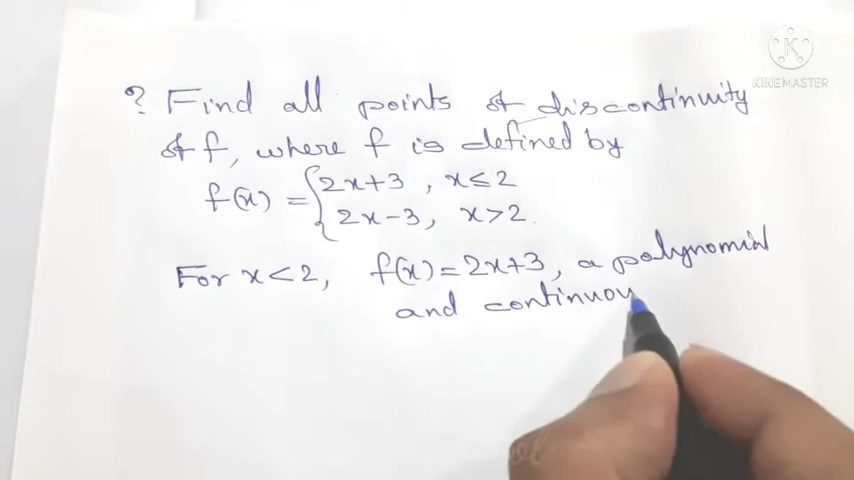 ? Find all points of discontinuity
of f, where f is defined by
f(x) = { 2x+3 , x≤2
2x-3, x>2.
For x<2, f(x)=2x+3, a polynomial
and continuou
K
KINEMASTER